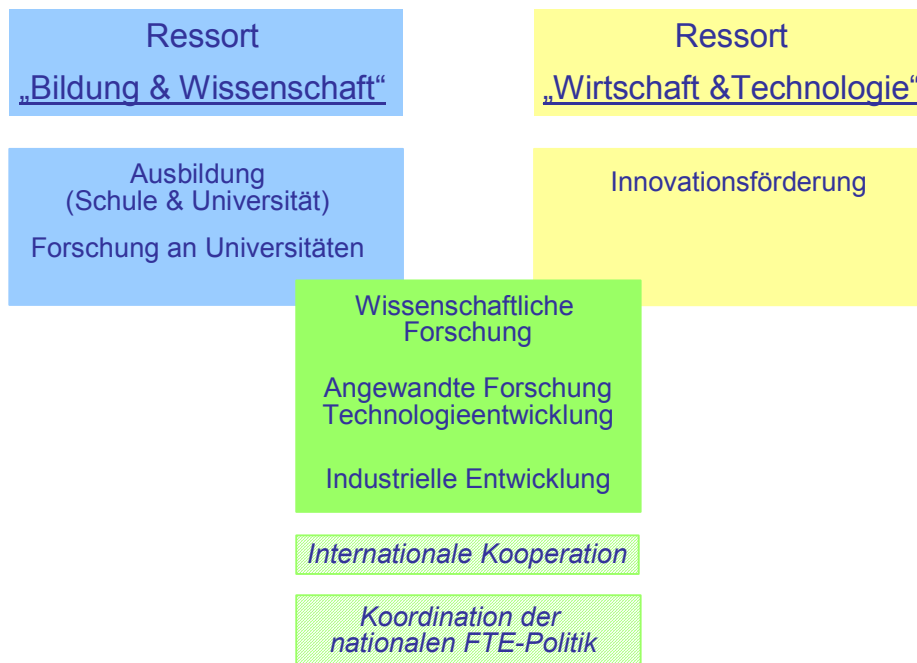 Ressort
„Bildung & Wissenschaft“
Ressort
„Wirtschaft &Technologie“
Ausbildung
(Schule & Universität)
Forschung an Universitäten
Innovationsförderung
Wissenschaftliche
Forschung
Angewandte Forschung
Technologieentwicklung
Industrielle Entwicklung
Internationale Kooperation
Koordination der
nationalen FTE-Politik